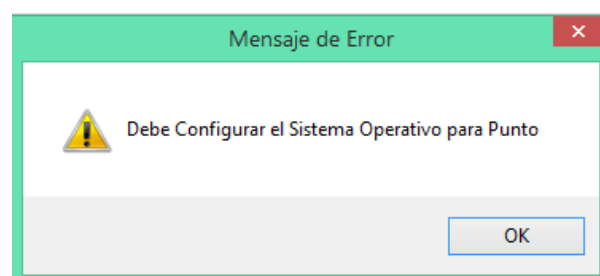 Mensaje de Error
Debe Configurar el Sistema Operativo para Punto
OK